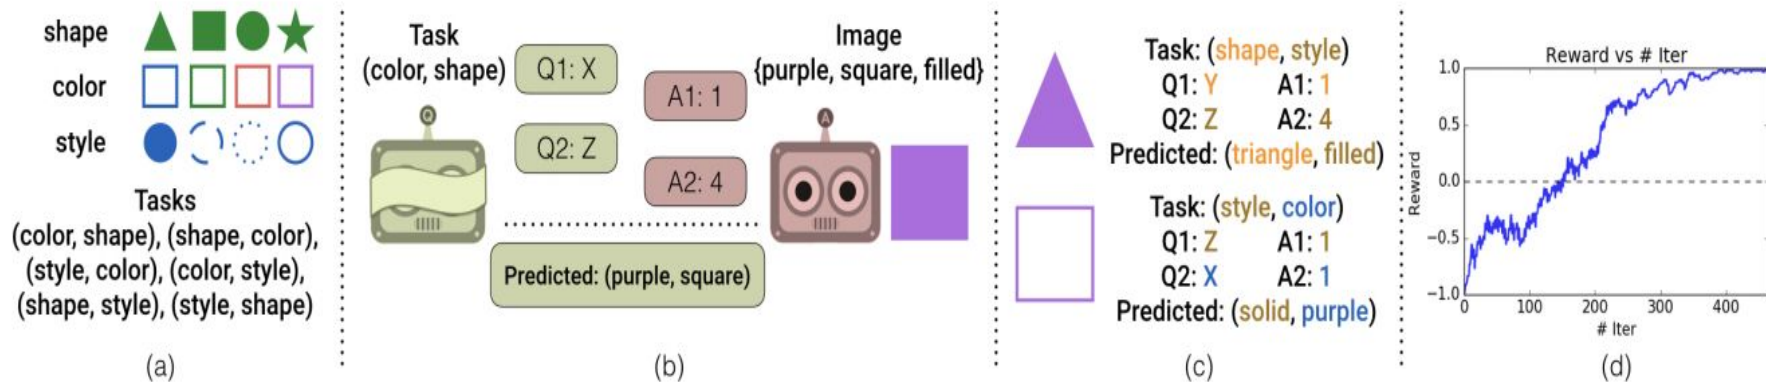 shape
color
style
Tasks
(color, shape), (shape, color),
(style, color), (color, style),
(shape, style), (style, shape)
(a)
Task
(color, shape)
Q1: X
A1: 1
Q2: Z
A2: 4
Image
{purple, square, filled}
A
Predicted: (purple, square)
(b)
Task: (shape, style)
Q1: Y A1: 1
Q2: Z A2: 4
Predicted: (triangle, filled)
Task: (style, color)
Q1: Z A1: 1
Q2: X A2: 1
Predicted: (solid, purple)
(c)
Reward vs # Iter
1.0
0.5
0.0
−0.5
−1.0
Reward
0 100 200 300 400
# Iter
(d)